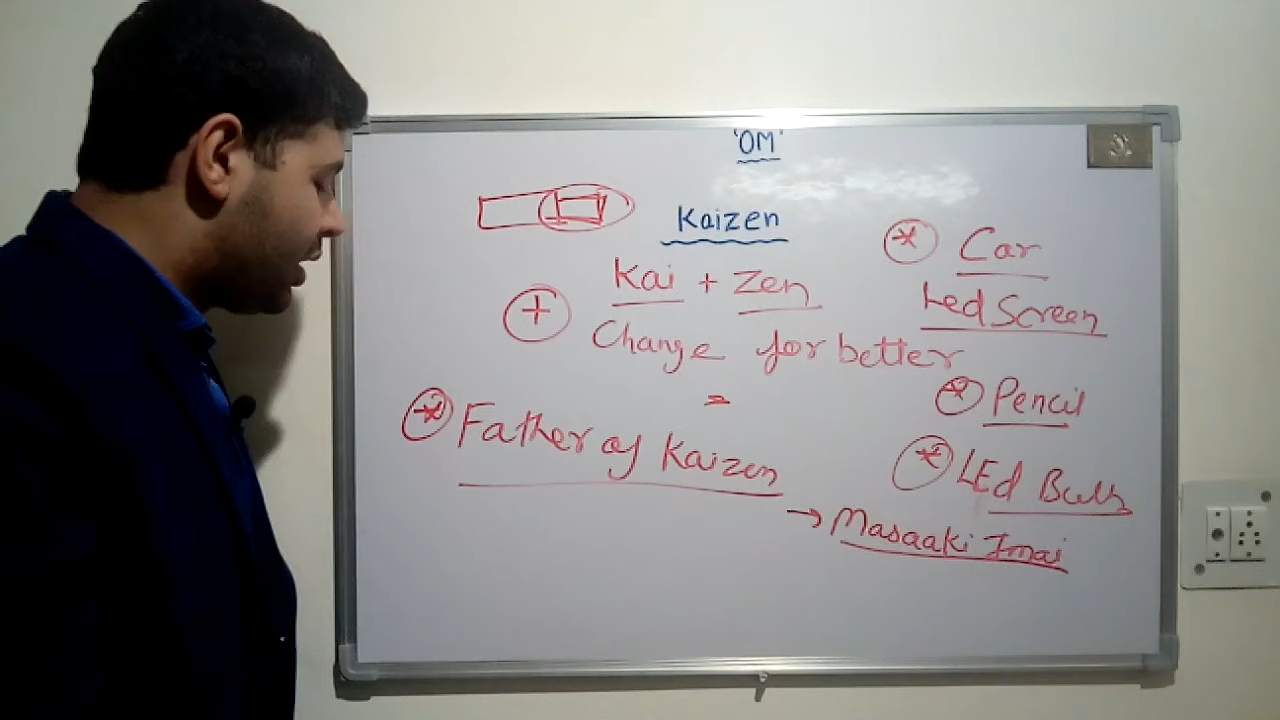 'OM'
Kaizen
Kai + Zen
Change for better
=
Father of Kaizen
→ Masaaki Imai
Car
Led Screen
Pencil
LEd Bulb